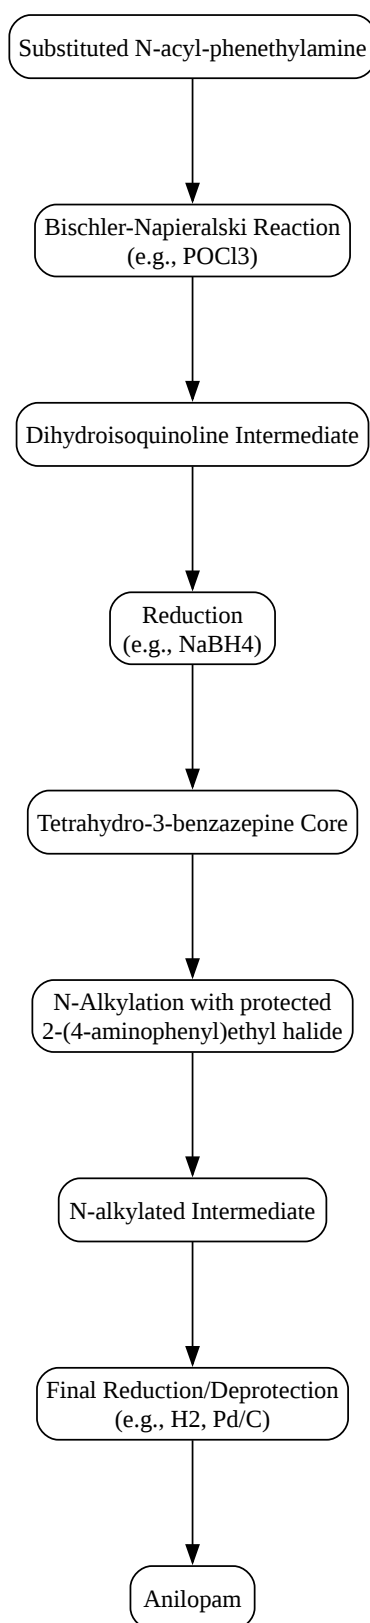 Substituted N-acyl-phenethylamine
Bischler-Napieralski Reaction
(e.g., POCl3)
Dihydroisoquinoline Intermediate
Reduction
(e.g., NaBH4)
Tetrahydro-3-benzazepine Core
N-Alkylation with protected
2-(4-aminophenyl)ethyl halide
N-alkylated Intermediate
Final Reduction/Deprotection
(e.g., H2, Pd/C)
Anilopam